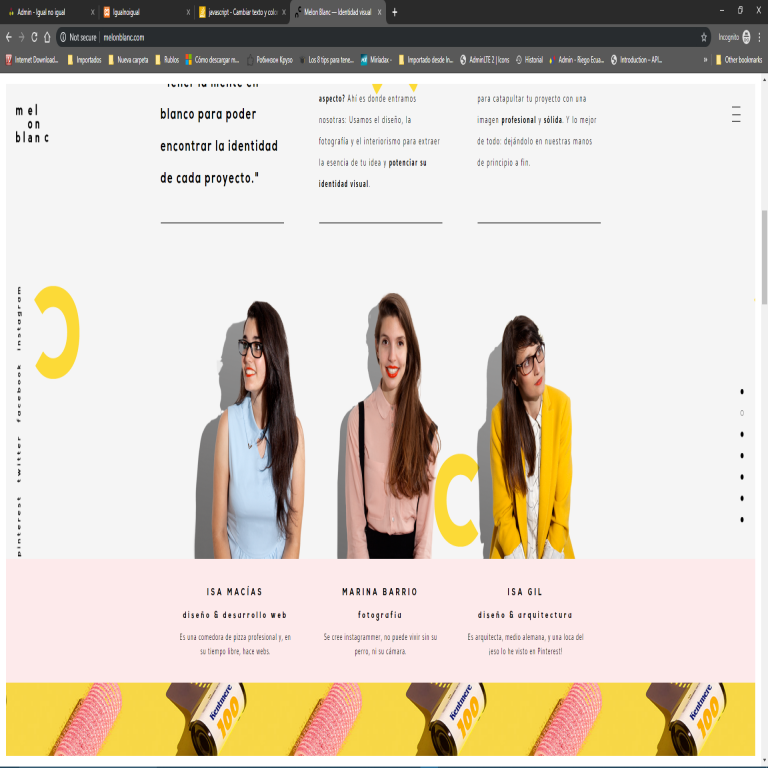 Admin - Igual no igual
Igualnoigual
javascript - Cambiar texto y colo
Melon Blanc — Identidad visual
Not secure | melonblanc.com
Incognito
Internet Download...
Importados
Nueva carpeta
Rublos
Cómo descargar m...
Робинзон Крузо
Los 8 tips para tene...
Miriadax -
Importado desde In...
AdminLTE 2 | Icons
Historial
Admin - Riego Ecua...
Introduction – API...
»
Other bookmarks
mel
on
blanc
"Tener la mente en
blanco para poder
encontrar la identidad
de cada proyecto."
aspecto? Ahí es donde entramos
nosotras: Usamos el diseño, la
fotografía y el interiorismo para extraer
la esencia de tu idea y potenciar su
identidad visual.
para catapultar tu proyecto con una
imagen profesional y sólida. Y lo mejor
de todo: dejándolo en nuestras manos
de principio a fin.
pinterest twitter facebook instagram
c
c
ISA MACÍAS
diseño & desarrollo web
Es una comedora de pizza profesional y, en
su tiempo libre, hace webs.
MARINA BARRIO
fotografía
Se cree instagrammer, no puede vivir sin su
perro, ni su cámara.
ISA GIL
diseño & arquitectura
Es arquitecta, medio alemana, y una loca del
¡eso lo he visto en Pinterest!
Kentmere
100
Kentmere
100
Kentmere
100